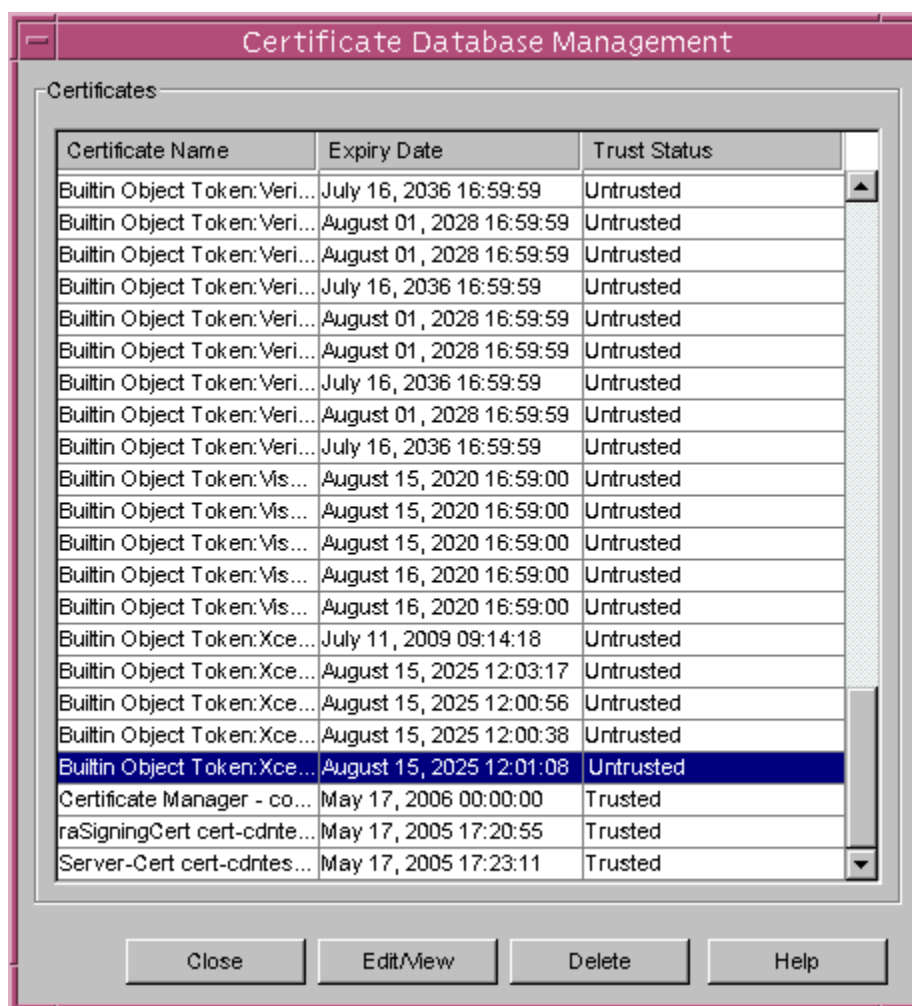 Certificate Database Management
Certificates
Certificate Name Expiry Date Trust Status
Builtin Object Token:Veri... July 16, 2036 16:59:59 Untrusted
Builtin Object Token:Veri... August 01, 2028 16:59:59 Untrusted
Builtin Object Token:Veri... August 01, 2028 16:59:59 Untrusted
Builtin Object Token:Veri... July 16, 2036 16:59:59 Untrusted
Builtin Object Token:Veri... August 01, 2028 16:59:59 Untrusted
Builtin Object Token:Veri... August 01, 2028 16:59:59 Untrusted
Builtin Object Token:Veri... July 16, 2036 16:59:59 Untrusted
Builtin Object Token:Veri... August 01, 2028 16:59:59 Untrusted
Builtin Object Token:Veri... July 16, 2036 16:59:59 Untrusted
Builtin Object Token:Vis... August 15, 2020 16:59:00 Untrusted
Builtin Object Token:Vis... August 15, 2020 16:59:00 Untrusted
Builtin Object Token:Vis... August 15, 2020 16:59:00 Untrusted
Builtin Object Token:Vis... August 16, 2020 16:59:00 Untrusted
Builtin Object Token:Vis... August 16, 2020 16:59:00 Untrusted
Builtin Object Token:Xce... July 11, 2009 09:14:18 Untrusted
Builtin Object Token:Xce... August 15, 2025 12:03:17 Untrusted
Builtin Object Token:Xce... August 15, 2025 12:00:56 Untrusted
Builtin Object Token:Xce... August 15, 2025 12:00:38 Untrusted
Builtin Object Token:Xce... August 15, 2025 12:01:08 Untrusted
Certificate Manager - co... May 17, 2006 00:00:00 Trusted
raSigningCert cert-cdnte... May 17, 2005 17:20:55 Trusted
Server-Cert cert-cdntes... May 17, 2005 17:23:11 Trusted
Close Edit/View Delete Help